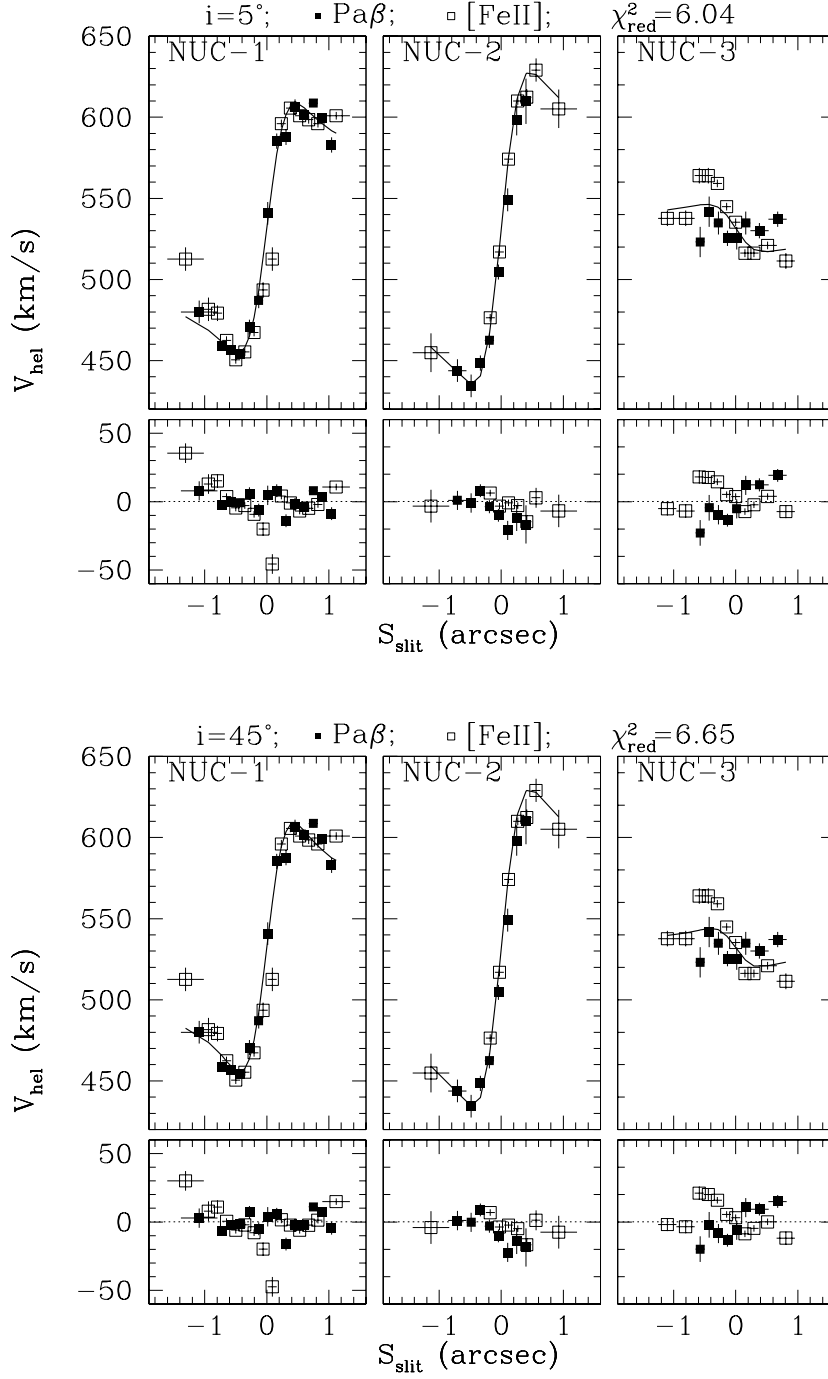 i=5°; ■ Paβ; □ [FeII]; χ²red=6.04
NUC−1 NUC−2 NUC−3
650
600
550
500
450
Vhel (km/s)
50
0
−50
−1 0 1 −1 0 1 −1 0 1
Sslit (arcsec)
i=45°; ■ Paβ; □ [FeII]; χ²red=6.65
NUC−1 NUC−2 NUC−3
650
600
550
500
450
Vhel (km/s)
50
0
−50
−1 0 1 −1 0 1 −1 0 1
Sslit (arcsec)